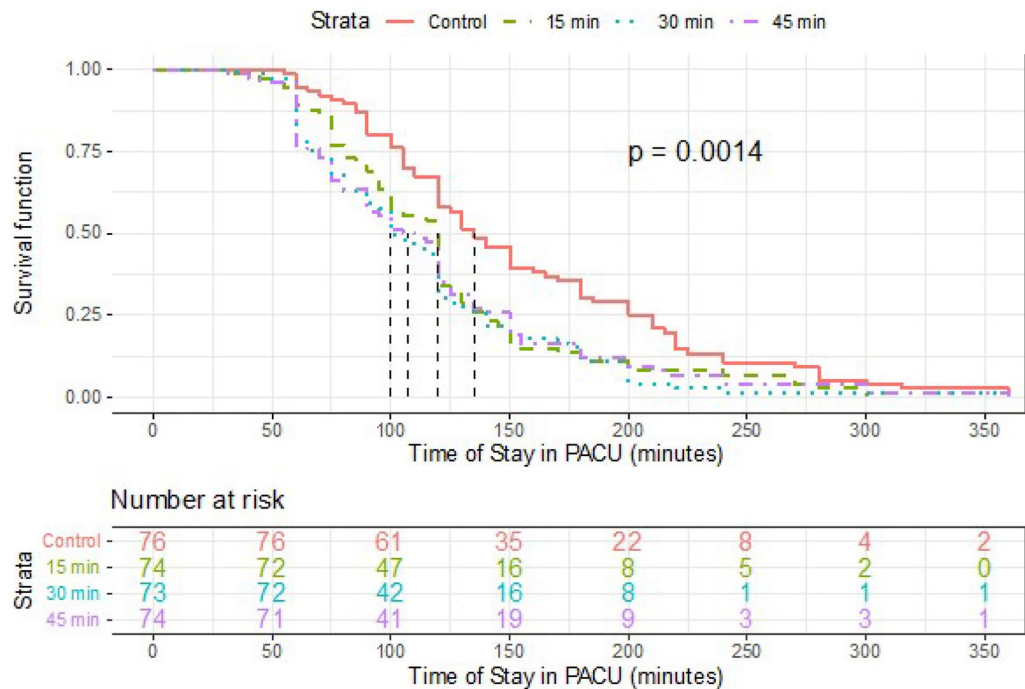 Strata Control 15 min 30 min 45 min
1.00
0.75
0.50
0.25
0.00
Survival function
p = 0.0014
0 50 100 150 200 250 300 350
Time of Stay in PACU (minutes)
Number at risk
Strata
Control 76 76 61 35 22 8 4 2
15 min 74 72 47 16 8 5 2 0
30 min 73 72 42 16 8 1 1 1
45 min 74 71 41 19 9 3 3 1
0 50 100 150 200 250 300 350
Time of Stay in PACU (minutes)